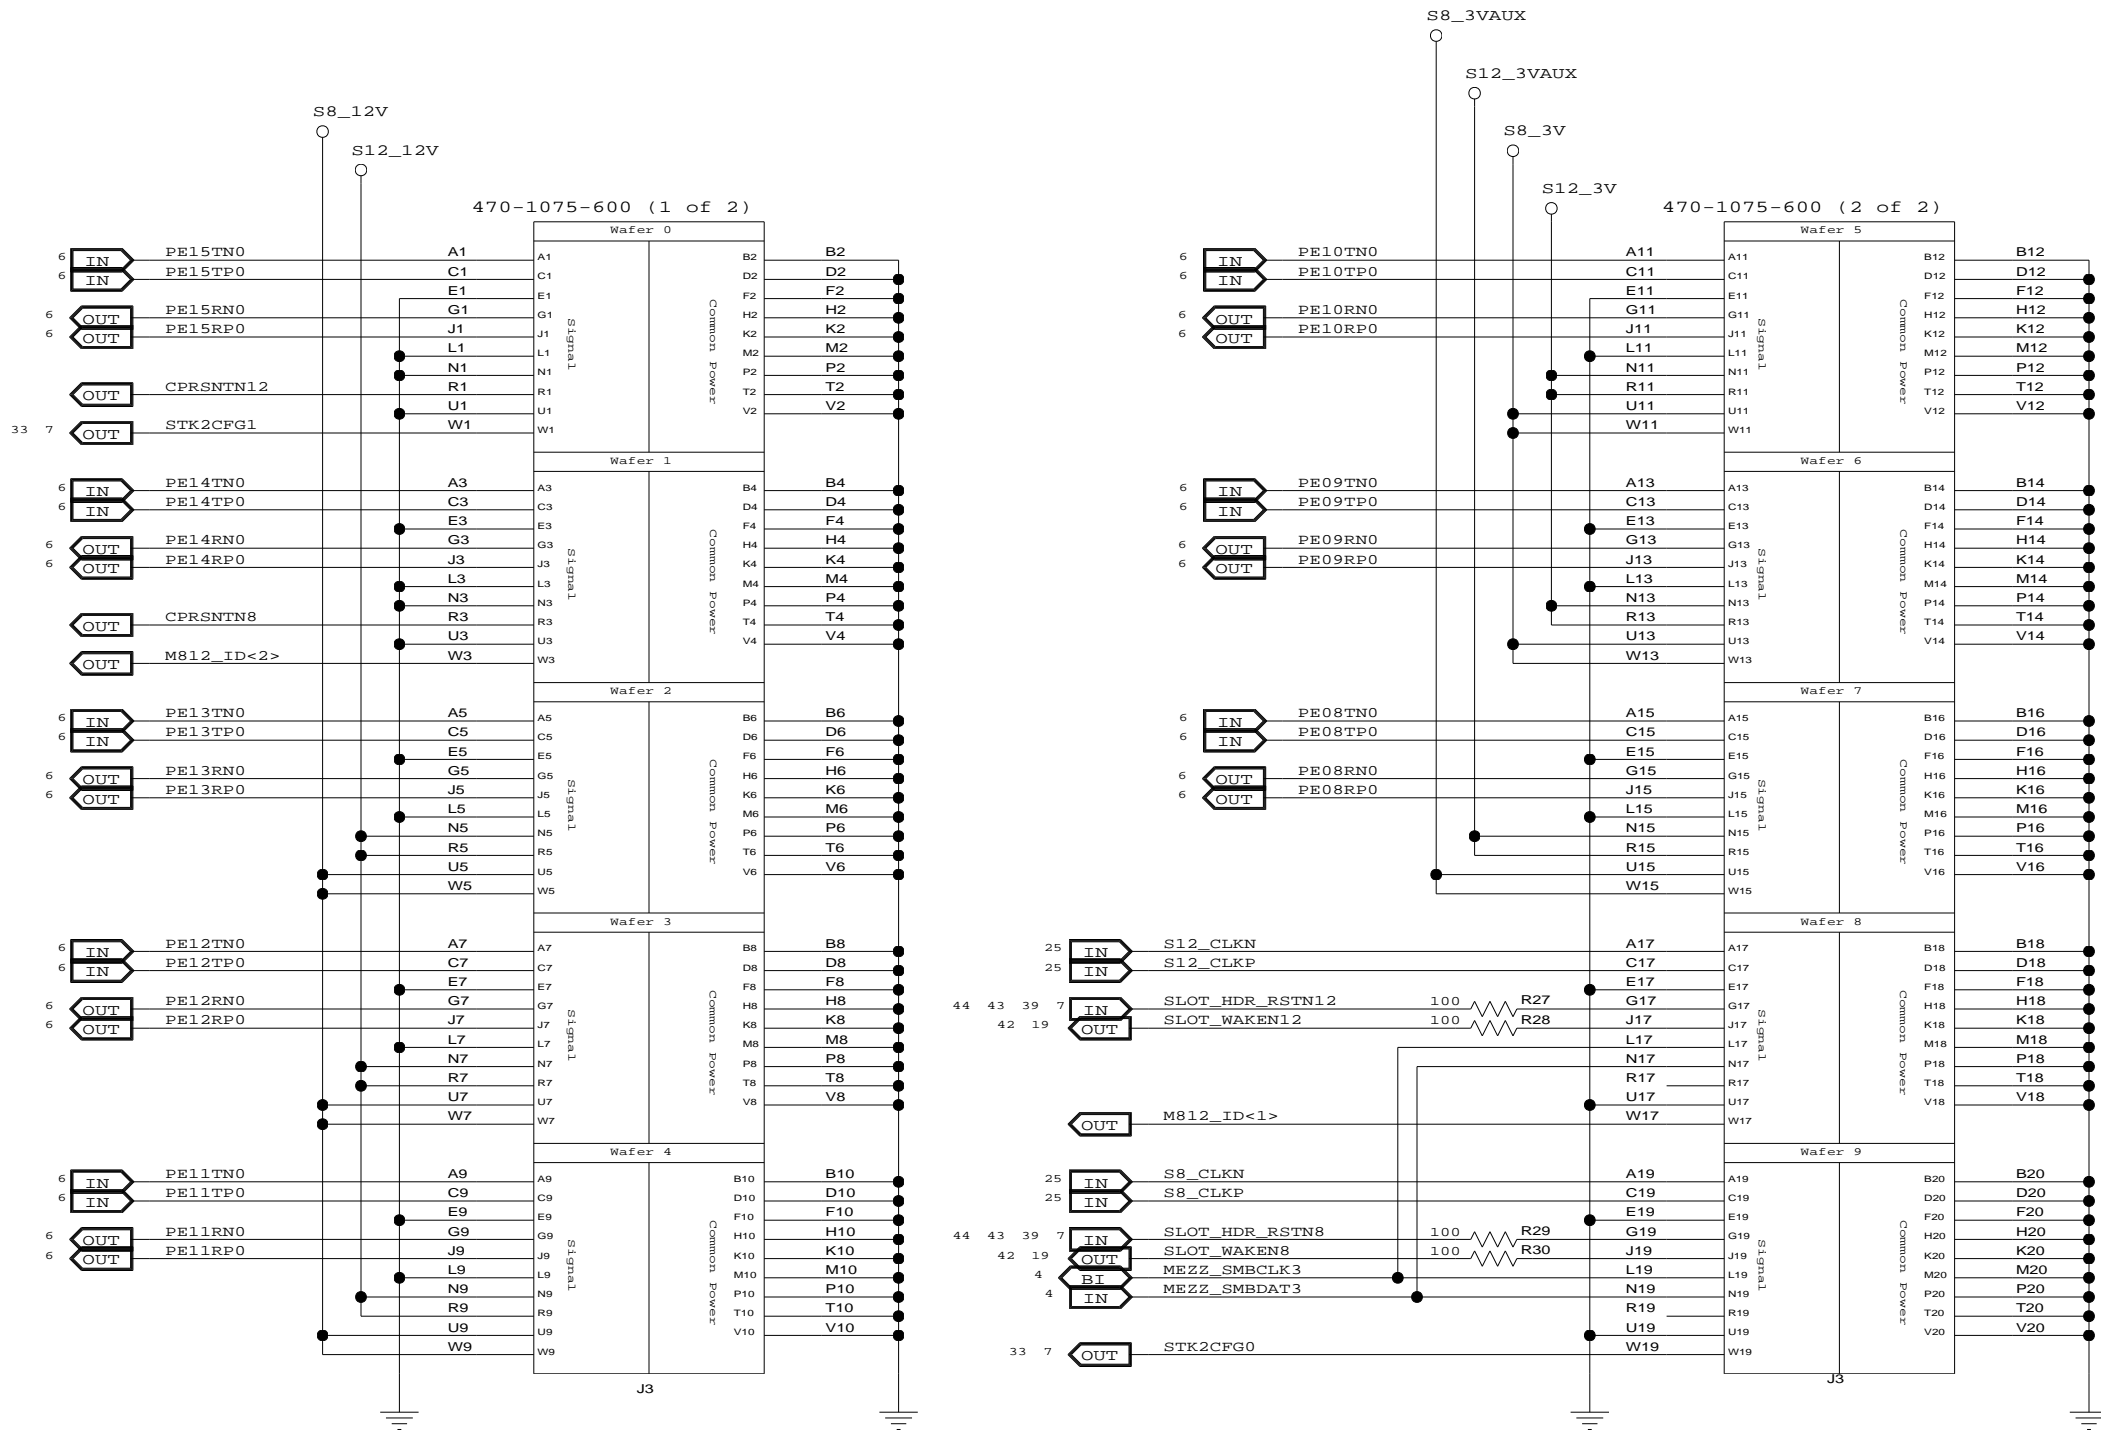 S8_12V
S12_12V
470-1075-600 (1 of 2)
Wafer 0
6 IN PE15TN0 A1 A1 B2 B2
6 IN PE15TP0 C1 C1 D2 D2
E1 E1 F2 F2
6 OUT PE15RN0 G1 G1 H2 H2
6 OUT PE15RP0 J1 J1 K2 K2
L1 L1 M2 M2
N1 N1 P2 P2
OUT CPRSNTN12 R1 R1 T2 T2
U1 U1 V2 V2
33 7 OUT STK2CFG1 W1 W1
Signal
Common Power
Wafer 1
6 IN PE14TN0 A3 A3 B4 B4
6 IN PE14TP0 C3 C3 D4 D4
E3 E3 F4 F4
6 OUT PE14RN0 G3 G3 H4 H4
6 OUT PE14RP0 J3 J3 K4 K4
L3 L3 M4 M4
N3 N3 P4 P4
OUT CPRSNTN8 R3 R3 T4 T4
U3 U3 V4 V4
OUT M812_ID<2> W3 W3
Signal
Common Power
Wafer 2
6 IN PE13TN0 A5 A5 B6 B6
6 IN PE13TP0 C5 C5 D6 D6
E5 E5 F6 F6
6 OUT PE13RN0 G5 G5 H6 H6
6 OUT PE13RP0 J5 J5 K6 K6
L5 L5 M6 M6
N5 N5 P6 P6
R5 R5 T6 T6
U5 U5 V6 V6
W5 W5
Signal
Common Power
Wafer 3
6 IN PE12TN0 A7 A7 B8 B8
6 IN PE12TP0 C7 C7 D8 D8
E7 E7 F8 F8
6 OUT PE12RN0 G7 G7 H8 H8
6 OUT PE12RP0 J7 J7 K8 K8
L7 L7 M8 M8
N7 N7 P8 P8
R7 R7 T8 T8
U7 U7 V8 V8
W7 W7
Signal
Common Power
Wafer 4
6 IN PE11TN0 A9 A9 B10 B10
6 IN PE11TP0 C9 C9 D10 D10
E9 E9 F10 F10
6 OUT PE11RN0 G9 G9 H10 H10
6 OUT PE11RP0 J9 J9 K10 K10
L9 L9 M10 M10
N9 N9 P10 P10
R9 R9 T10 T10
U9 U9 V10 V10
W9 W9
Signal
Common Power
J3
S8_3VAUX
S12_3VAUX
S8_3V
S12_3V
470-1075-600 (2 of 2)
Wafer 5
6 IN PE10TN0 A11 A11 B12 B12
6 IN PE10TP0 C11 C11 D12 D12
E11 E11 F12 F12
6 OUT PE10RN0 G11 G11 H12 H12
6 OUT PE10RP0 J11 J11 K12 K12
L11 L11 M12 M12
N11 N11 P12 P12
R11 R11 T12 T12
U11 U11 V12 V12
W11 W11
Signal
Common Power
Wafer 6
6 IN PE09TN0 A13 A13 B14 B14
6 IN PE09TP0 C13 C13 D14 D14
E13 E13 F14 F14
6 OUT PE09RN0 G13 G13 H14 H14
6 OUT PE09RP0 J13 J13 K14 K14
L13 L13 M14 M14
N13 N13 P14 P14
R13 R13 T14 T14
U13 U13 V14 V14
W13 W13
Signal
Common Power
Wafer 7
6 IN PE08TN0 A15 A15 B16 B16
6 IN PE08TP0 C15 C15 D16 D16
E15 E15 F16 F16
6 OUT PE08RN0 G15 G15 H16 H16
6 OUT PE08RP0 J15 J15 K16 K16
L15 L15 M16 M16
N15 N15 P16 P16
R15 R15 T16 T16
U15 U15 V16 V16
W15 W15
Signal
Common Power
Wafer 8
25 IN S12_CLKN A17 A17 B18 B18
25 IN S12_CLKP C17 C17 D18 D18
E17 E17 F18 F18
44 43 39 7 IN SLOT_HDR_RSTN12 100 R27 G17 G17 H18 H18
42 19 OUT SLOT_WAKEN12 100 R28 J17 J17 K18 K18
L17 L17 M18 M18
N17 N17 P18 P18
R17 R17 T18 T18
U17 U17 V18 V18
OUT M812_ID<1> W17 W17
Signal
Common Power
Wafer 9
25 IN S8_CLKN A19 A19 B20 B20
25 IN S8_CLKP C19 C19 D20 D20
E19 E19 F20 F20
44 43 39 7 IN SLOT_HDR_RSTN8 100 R29 G19 G19 H20 H20
42 19 OUT SLOT_WAKEN8 100 R30 J19 J19 K20 K20
4 BI MEZZ_SMBCLK3 L19 L19 M20 M20
4 IN MEZZ_SMBDAT3 N19 N19 P20 P20
R19 R19 T20 T20
U19 U19 V20 V20
33 7 OUT STK2CFG0 W19 W19
Signal
Common Power
J3